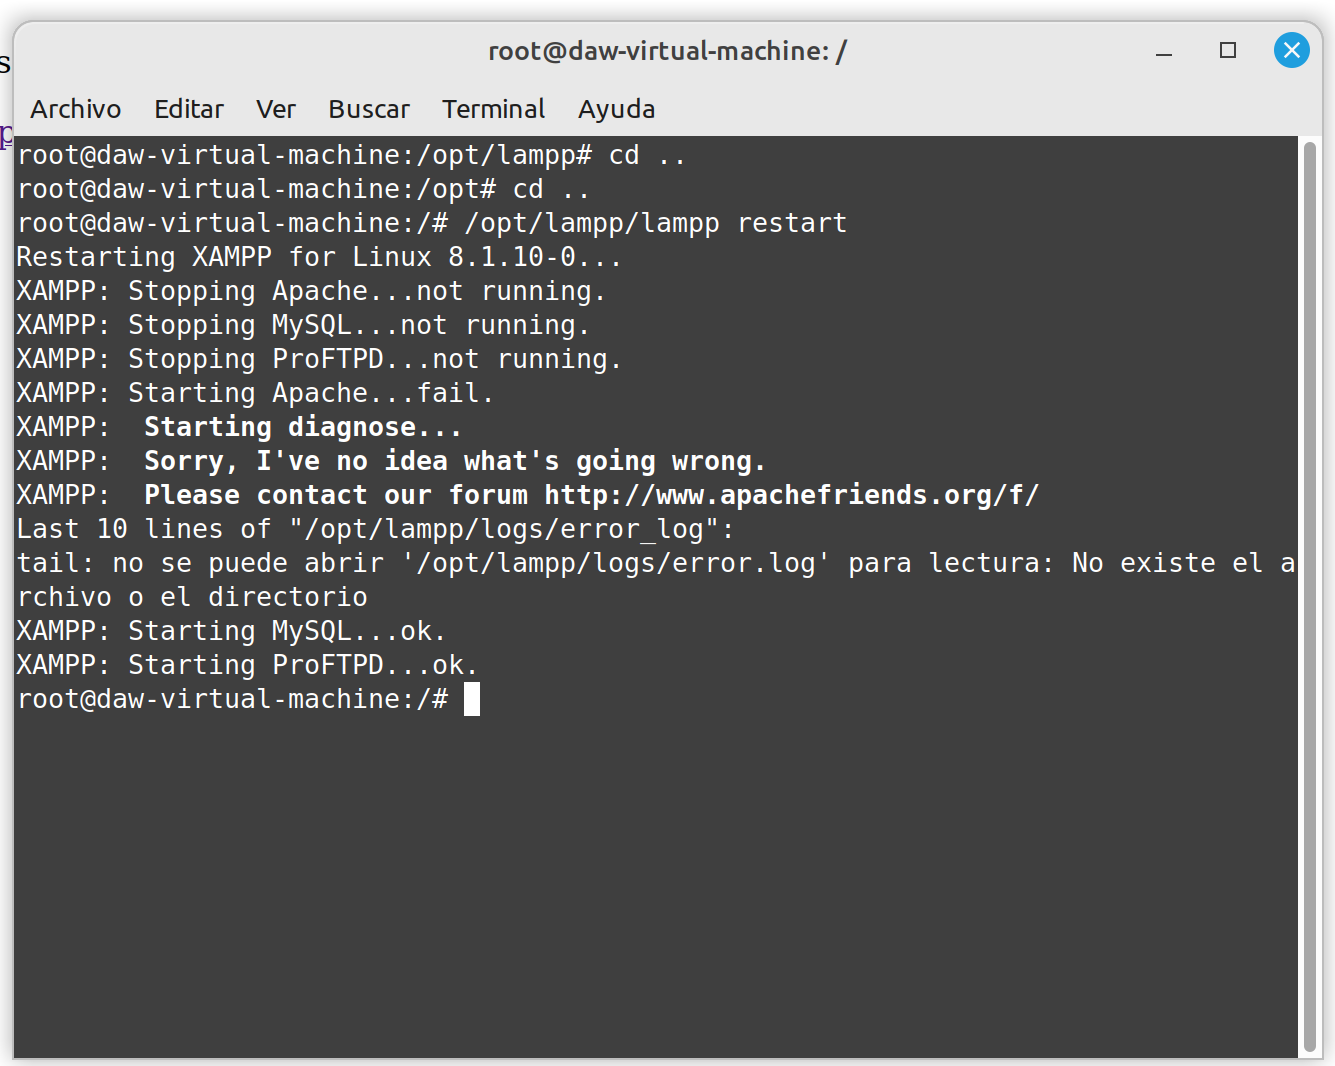 root@daw-virtual-machine: /
Archivo Editar Ver Buscar Terminal Ayuda
root@daw-virtual-machine:/opt/lampp# cd ..
root@daw-virtual-machine:/opt# cd ..
root@daw-virtual-machine:/# /opt/lampp/lampp restart
Restarting XAMPP for Linux 8.1.10-0...
XAMPP: Stopping Apache...not running.
XAMPP: Stopping MySQL...not running.
XAMPP: Stopping ProFTPD...not running.
XAMPP: Starting Apache...fail.
XAMPP:  Starting diagnose...
XAMPP:  Sorry, I've no idea what's going wrong.
XAMPP:  Please contact our forum http://www.apachefriends.org/f/
Last 10 lines of "/opt/lampp/logs/error_log":
tail: no se puede abrir '/opt/lampp/logs/error.log' para lectura: No existe el a
rchivo o el directorio
XAMPP: Starting MySQL...ok.
XAMPP: Starting ProFTPD...ok.
root@daw-virtual-machine:/#